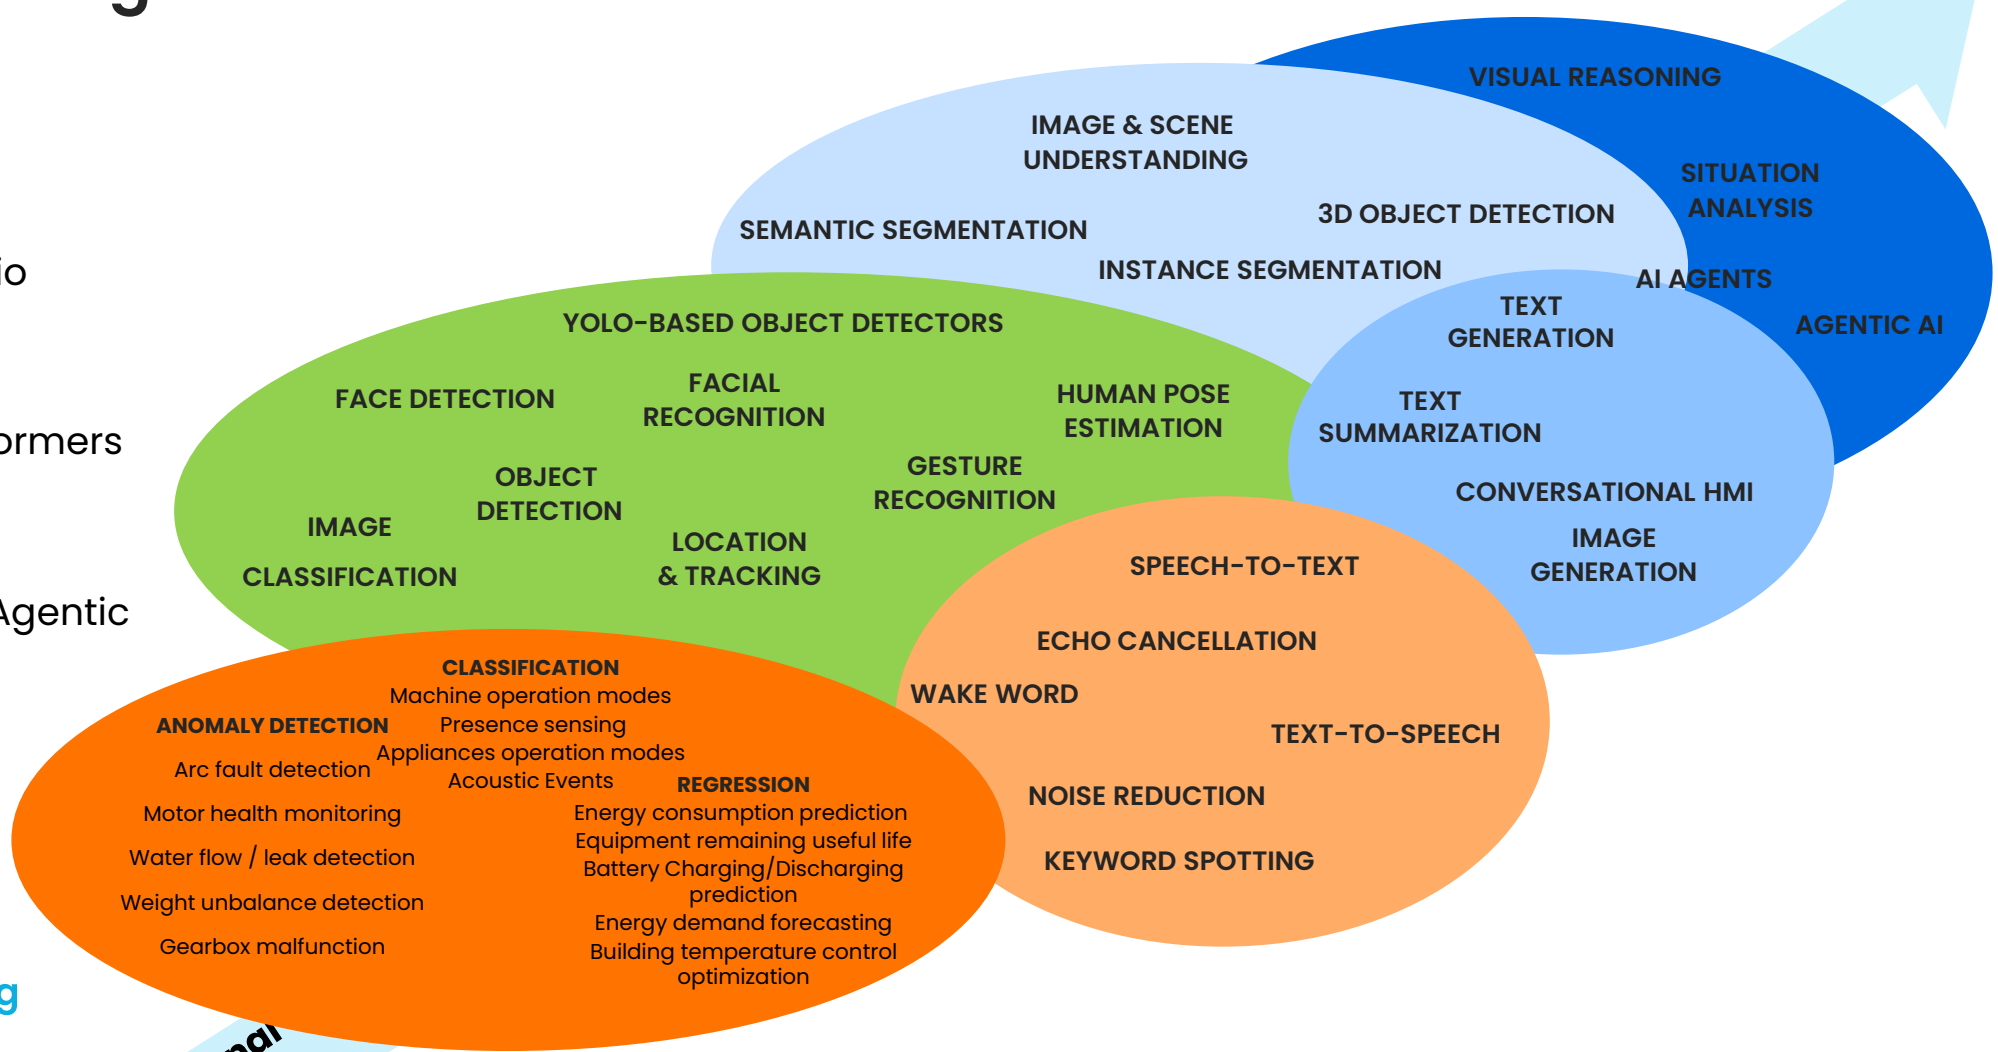 VISUAL REASONING
IMAGE & SCENE
UNDERSTANDING
SITUATION
ANALYSIS
3D OBJECT DETECTION
SEMANTIC SEGMENTATION
INSTANCE SEGMENTATION
AI AGENTS
AGENTIC AI
TEXT
GENERATION
TEXT
SUMMARIZATION
CONVERSATIONAL HMI
IMAGE
GENERATION
YOLO-BASED OBJECT DETECTORS
FACE DETECTION
FACIAL
RECOGNITION
HUMAN POSE
ESTIMATION
OBJECT
DETECTION
GESTURE
RECOGNITION
IMAGE
CLASSIFICATION
LOCATION
& TRACKING
Agentic
SPEECH-TO-TEXT
ECHO CANCELLATION
WAKE WORD
TEXT-TO-SPEECH
NOISE REDUCTION
KEYWORD SPOTTING
CLASSIFICATION
Machine operation modes
Presence sensing
Appliances operation modes
Acoustic Events
ANOMALY DETECTION
Arc fault detection
Motor health monitoring
Water flow / leak detection
Weight unbalance detection
Gearbox malfunction
REGRESSION
Energy consumption prediction
Equipment remaining useful life
Battery Charging/Discharging
prediction
Energy demand forecasting
Building temperature control
optimization